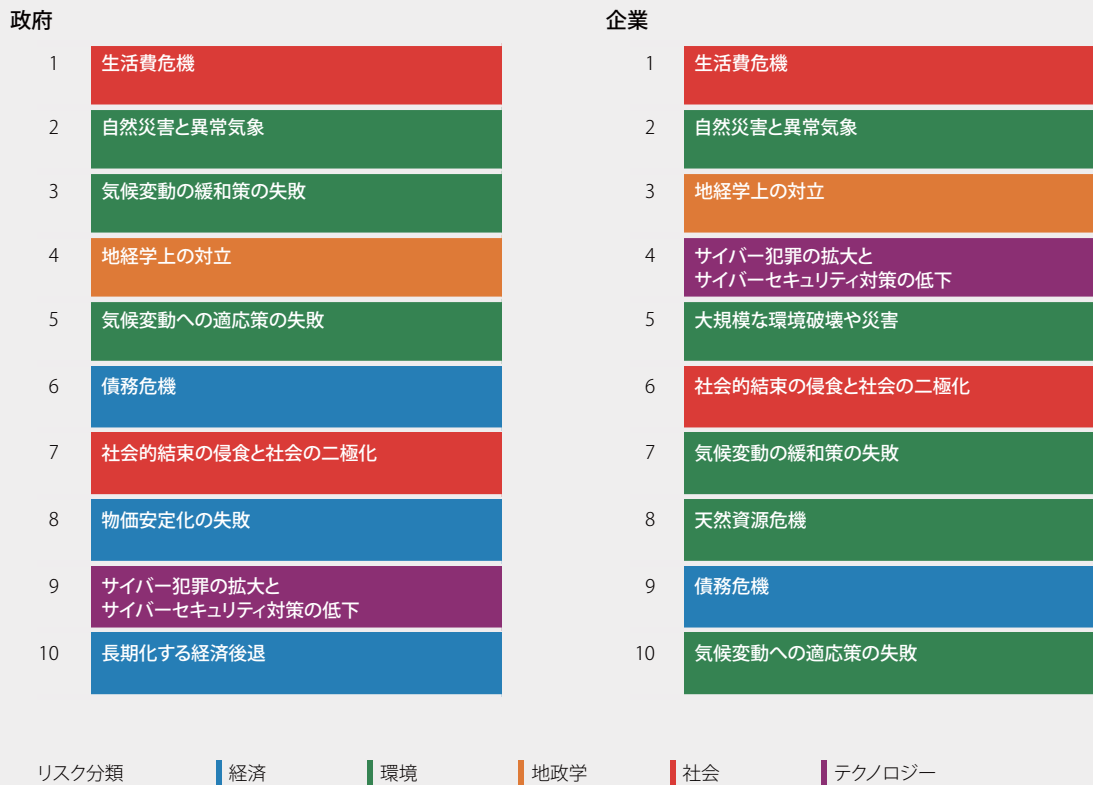 政府
1 生活費危機
2 自然災害と異常気象
3 気候変動の緩和策の失敗
4 地経学上の対立
5 気候変動への適応策の失敗
6 債務危機
7 社会的結束の侵食と社会の二極化
8 物価安定化の失敗
9 サイバー犯罪の拡大と
サイバーセキュリティ対策の低下
10 長期化する経済後退
企業
1 生活費危機
2 自然災害と異常気象
3 地経学上の対立
4 サイバー犯罪の拡大と
サイバーセキュリティ対策の低下
5 大規模な環境破壊や災害
6 社会的結束の侵食と社会の二極化
7 気候変動の緩和策の失敗
8 天然資源危機
9 債務危機
10 気候変動への適応策の失敗
リスク分類 経済 環境 地政学 社会 テクノロジー